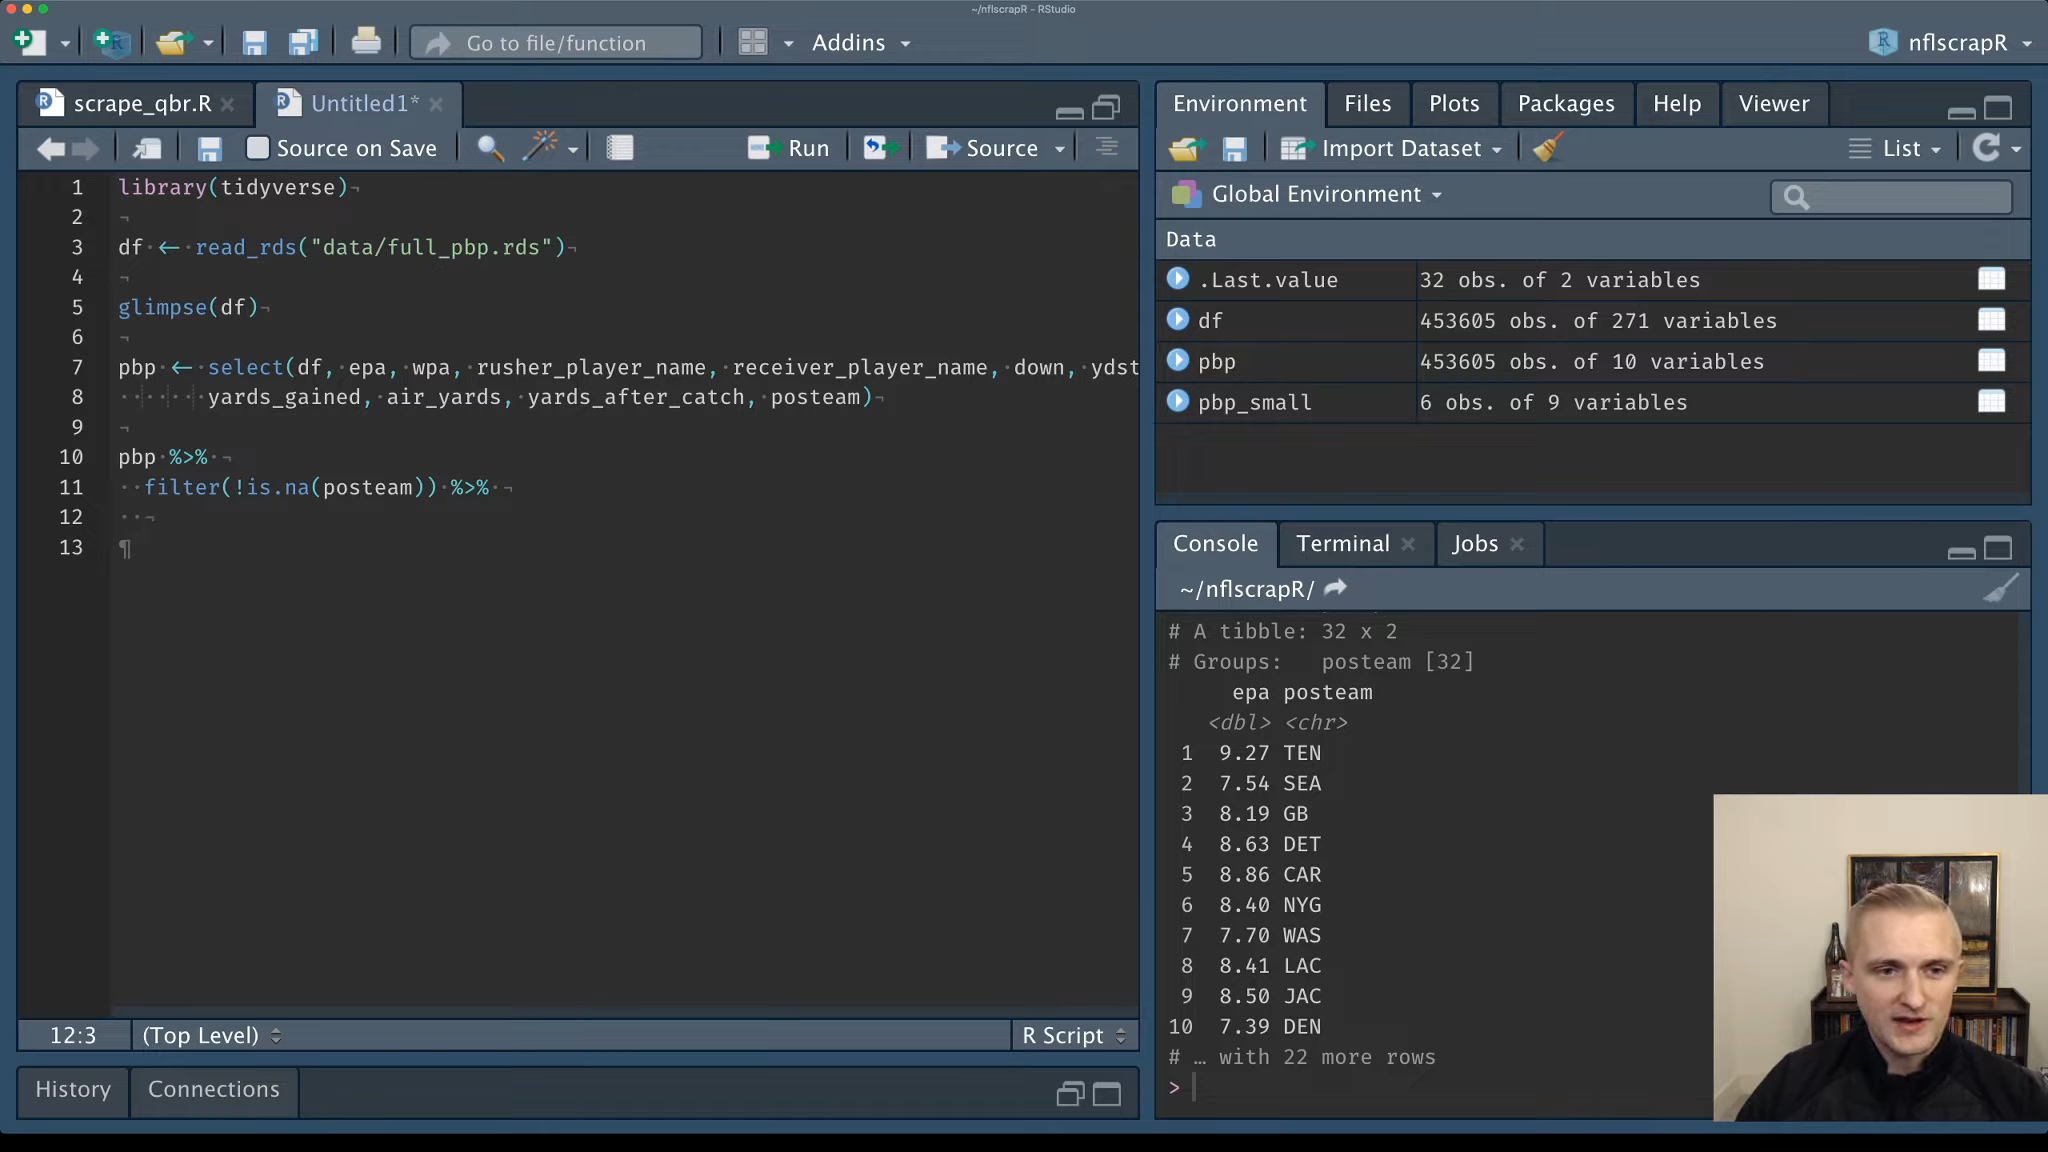 ~/nflscrapR - RStudio
Go to file/function
Addins
nflscrapR
scrape_qbr.R
Untitled1*
Source on Save
Run
Source
1 library(tidyverse)
2
3 df <- read_rds("data/full_pbp.rds")
4
5 glimpse(df)
6
7 pbp <- select(df, epa, wpa, rusher_player_name, receiver_player_name, down, ydst
8 yards_gained, air_yards, yards_after_catch, posteam)
9
10 pbp %>%
11 filter(!is.na(posteam)) %>%
12
13
12:3 (Top Level) R Script
History Connections
Environment Files Plots Packages Help Viewer
Import Dataset
List
Global Environment
Data
.Last.value 32 obs. of 2 variables
df 453605 obs. of 271 variables
pbp 453605 obs. of 10 variables
pbp_small 6 obs. of 9 variables
Console Terminal Jobs
~/nflscrapR/
# A tibble: 32 x 2
# Groups: posteam [32]
epa posteam
<dbl> <chr>
1 9.27 TEN
2 7.54 SEA
3 8.19 GB
4 8.63 DET
5 8.86 CAR
6 8.40 NYG
7 7.70 WAS
8 8.41 LAC
9 8.50 JAC
10 7.39 DEN
# … with 22 more rows
>